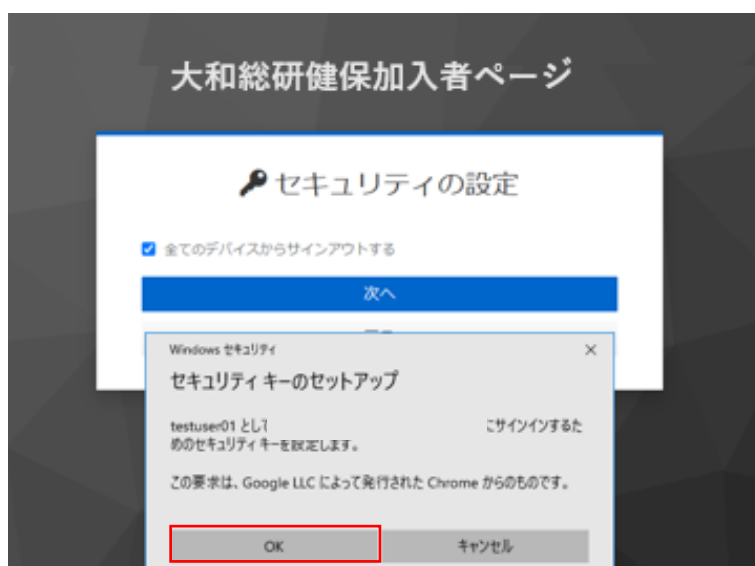 大和総研健保加入者ページ
セキュリティの設定
全てのデバイスからサインアウトする
次へ
Windows セキュリティ
セキュリティ キーのセットアップ
testuser01 として にサインインするた
めのセキュリティ キーを設定します。
この要求は、Google LLC によって発行された Chrome からのものです。
OK キャンセル